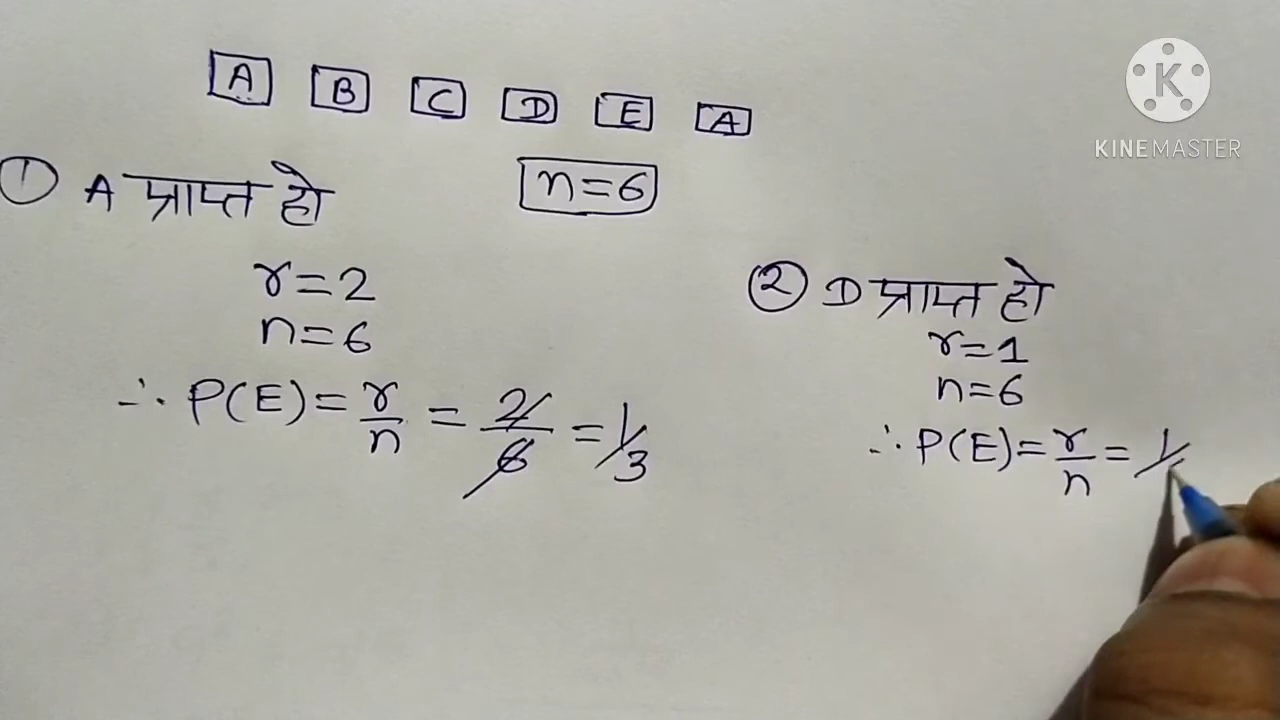 A B C D E A
n=6
① A प्राप्त हो
r=2
n=6
∴ P(E)=r/n = 2/6 = 1/3
② D प्राप्त हो
r=1
n=6
∴ P(E)=r/n = 1/
K
KINEMASTER